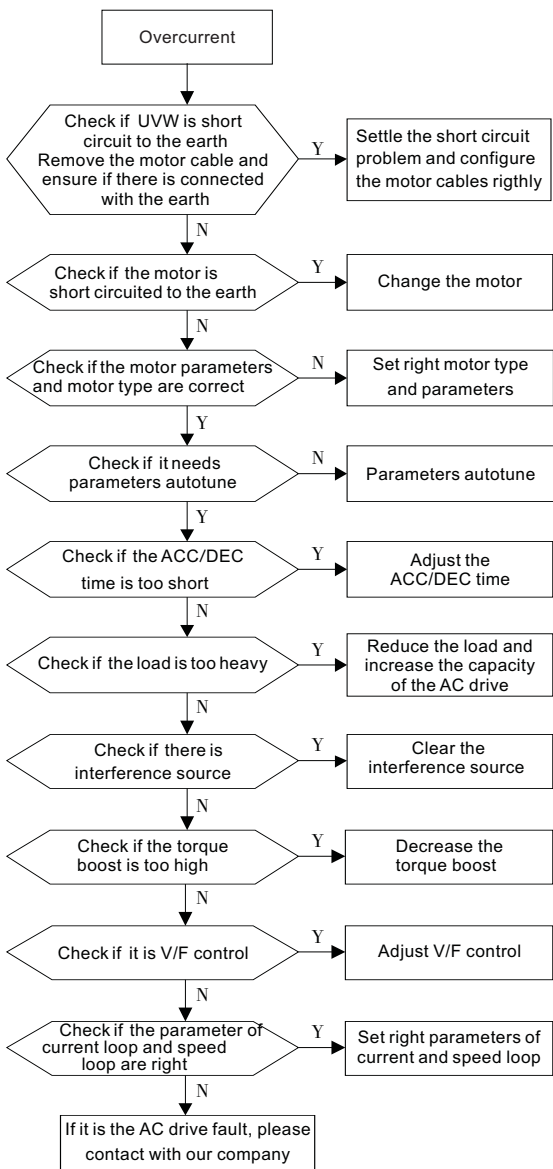 Overcurrent
Check if UVW is short
circuit to the earth
Remove the motor cable and
ensure if there is connected
with the earth
Y
Settle the short circuit
problem and configure
the motor cables rigthly
N
Check if the motor is
short circuited to the earth
Y
Change the motor
N
Check if the motor parameters
and motor type are correct
N
Set right motor type
and parameters
Y
Check if it needs
parameters autotune
N
Parameters autotune
Y
Check if the ACC/DEC
time is too short
Y
Adjust the
ACC/DEC time
N
Check if the load is too heavy
Y
Reduce the load and
increase the capacity
of the AC drive
N
Check if there is
interference source
Y
Clear the
interference source
N
Check if the torque
boost is too high
Y
Decrease the
torque boost
N
Check if it is V/F control
Y
Adjust V/F control
N
Check if the parameter of
current loop and speed
loop are right
Y
Set right parameters of
current and speed loop
N
If it is the AC drive fault, please
contact with our company